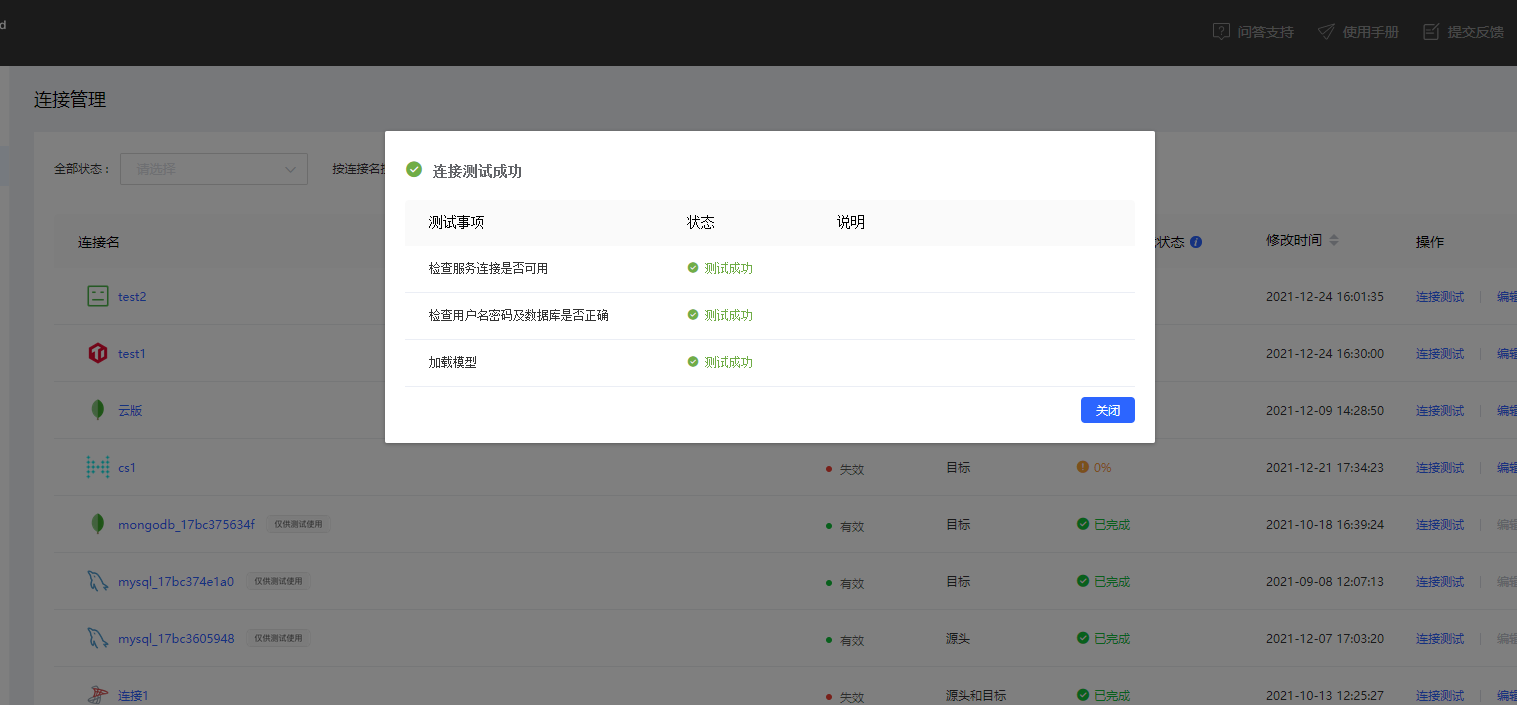 d
问答支持 使用手册 提交反馈
连接管理
全部状态： 请选择 按连接名
连接测试成功
测试事项 状态 说明
检查服务连接是否可用 测试成功
检查用户名密码及数据库是否正确 测试成功
加载模型 测试成功
关闭
连接名 状态 修改时间 操作
test2 2021-12-24 16:01:35 连接测试 编辑
test1 2021-12-24 16:30:00 连接测试 编辑
云版 2021-12-09 14:28:50 连接测试 编辑
cs1 失效 目标 0% 2021-12-21 17:34:23 连接测试 编辑
mongodb_17bc375634f 仅供测试使用 有效 目标 已完成 2021-10-18 16:39:24 连接测试 编辑
mysql_17bc374e1a0 仅供测试使用 有效 目标 已完成 2021-09-08 12:07:13 连接测试 编辑
mysql_17bc3605948 仅供测试使用 有效 源头 已完成 2021-12-07 17:03:20 连接测试 编辑
连接1 失效 源头和目标 已完成 2021-10-13 12:25:27 连接测试 编辑